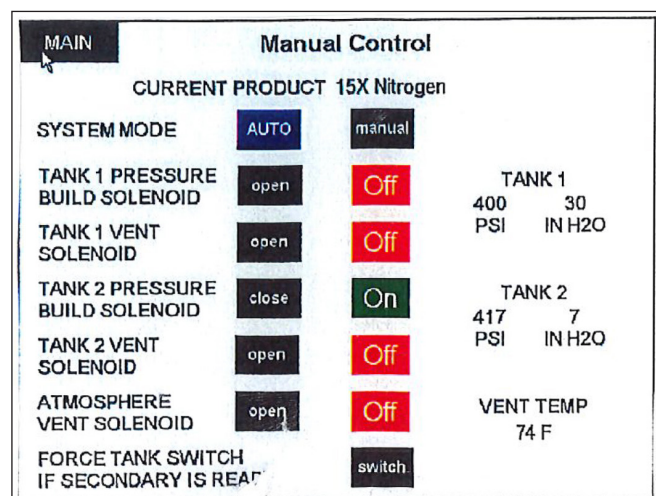 MAIN
Manual Control
CURRENT PRODUCT 15X Nitrogen
SYSTEM MODE AUTO manual
TANK 1 PRESSURE
BUILD SOLENOID
open Off
TANK 1
400 30
PSI IN H2O
TANK 1 VENT
SOLENOID
open Off
TANK 2 PRESSURE
BUILD SOLENOID
close On
TANK 2
417 7
PSI IN H2O
TANK 2 VENT
SOLENOID
open Off
ATMOSPHERE
VENT SOLENOID
open Off
VENT TEMP
74 F
FORCE TANK SWITCH
IF SECONDARY IS
switch